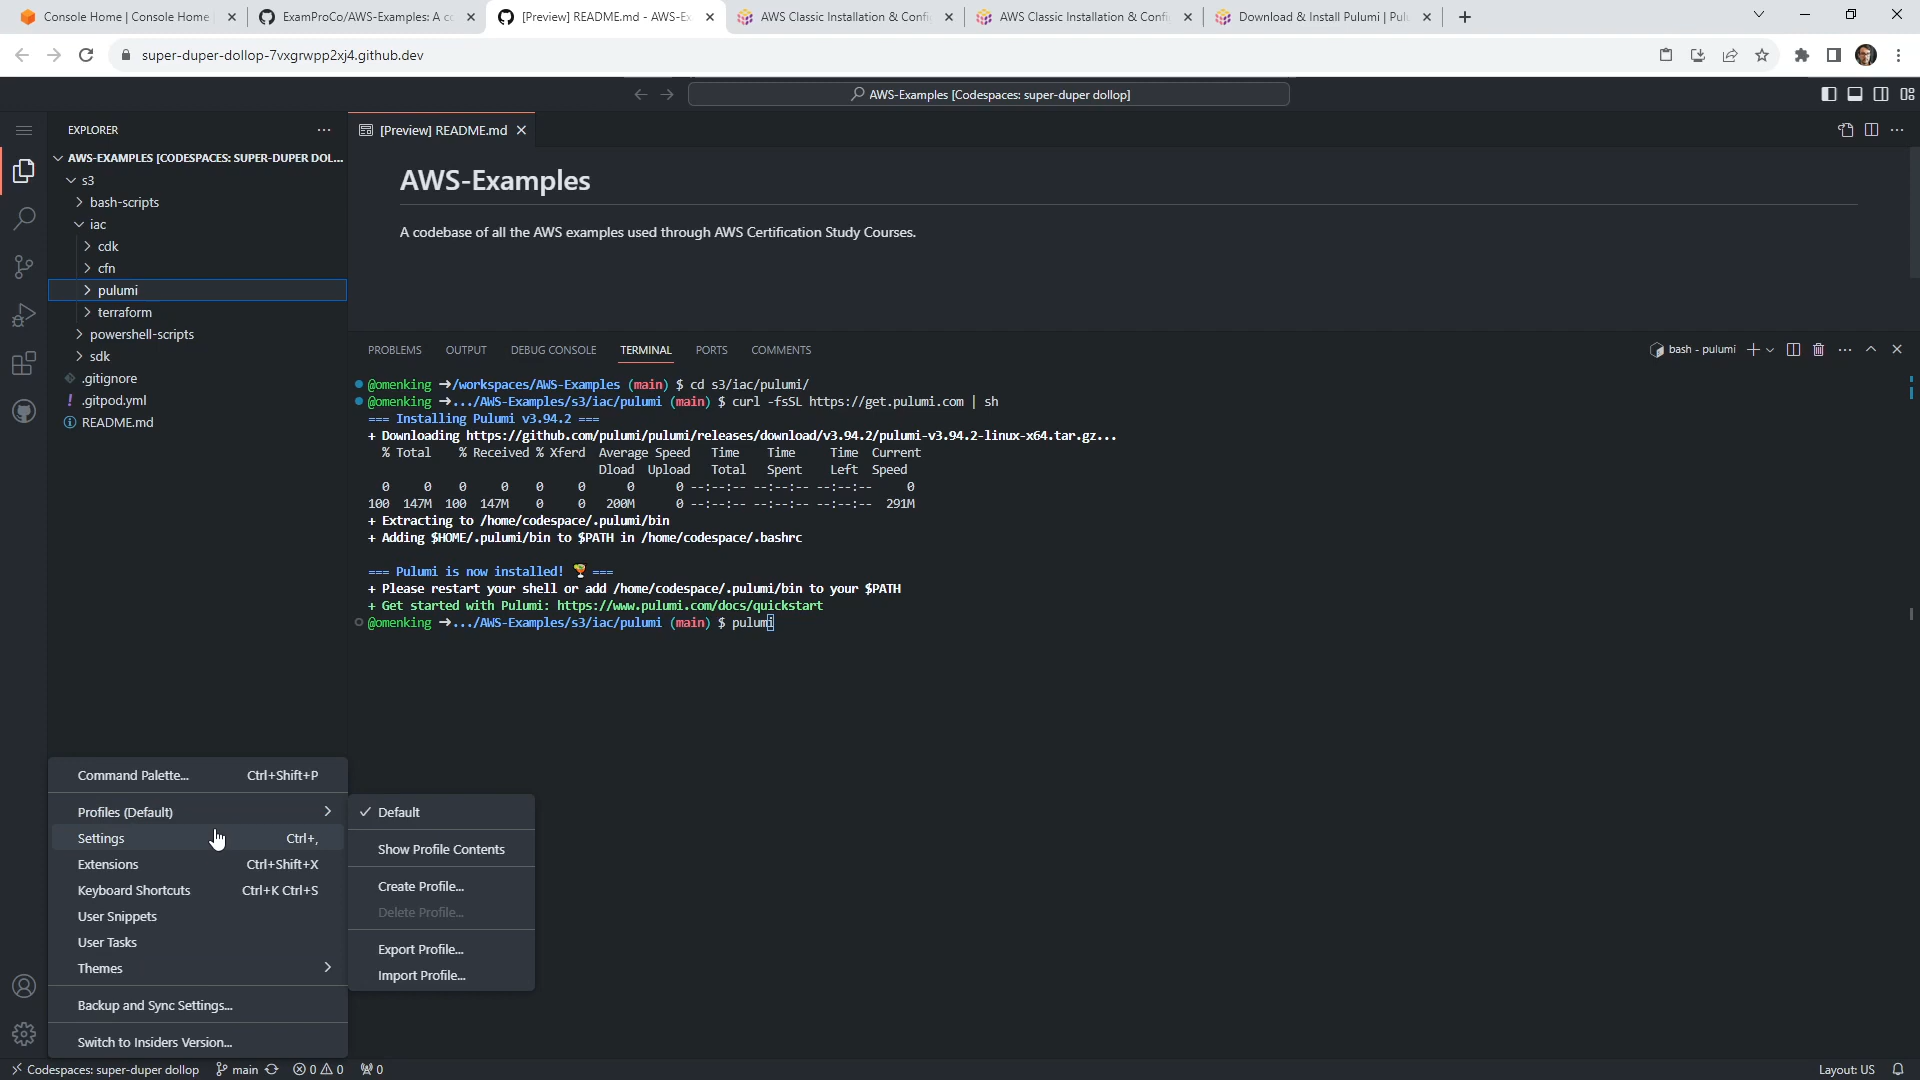 Console Home | Console Home
ExamProCo/AWS-Examples: A co
[Preview] README.md - AWS-Ex
AWS Classic Installation & Confi
AWS Classic Installation & Confi
Download & Install Pulumi | Pul
super-duper-dollop-7vxgrwpp2xj4.github.dev
AWS-Examples [Codespaces: super-duper dollop]
EXPLORER
AWS-EXAMPLES [CODESPACES: SUPER-DUPER DOL...
s3
bash-scripts
iac
cdk
cfn
pulumi
terraform
powershell-scripts
sdk
.gitignore
! .gitpod.yml
README.md
[Preview] README.md
AWS-Examples
A codebase of all the AWS examples used through AWS Certification Study Courses.
PROBLEMS OUTPUT DEBUG CONSOLE TERMINAL PORTS COMMENTS
bash - pulumi
@omenking →/workspaces/AWS-Examples (main) $ cd s3/iac/pulumi/
@omenking →.../AWS-Examples/s3/iac/pulumi (main) $ curl -fsSL https://get.pulumi.com | sh
=== Installing Pulumi v3.94.2 ===
+ Downloading https://github.com/pulumi/pulumi/releases/download/v3.94.2/pulumi-v3.94.2-linux-x64.tar.gz...
% Total % Received % Xferd Average Speed Time Time Time Current
Dload Upload Total Spent Left Speed
0 0 0 0 0 0 0 0 --:--:-- --:--:-- --:--:-- 0
100 147M 100 147M 0 0 200M 0 --:--:-- --:--:-- --:--:-- 291M
+ Extracting to /home/codespace/.pulumi/bin
+ Adding $HOME/.pulumi/bin to $PATH in /home/codespace/.bashrc
=== Pulumi is now installed! 🍹 ===
+ Please restart your shell or add /home/codespace/.pulumi/bin to your $PATH
+ Get started with Pulumi: https://www.pulumi.com/docs/quickstart
@omenking →.../AWS-Examples/s3/iac/pulumi (main) $ pulumi
Command Palette... Ctrl+Shift+P
Profiles (Default)
Settings Ctrl+,
Extensions Ctrl+Shift+X
Keyboard Shortcuts Ctrl+K Ctrl+S
User Snippets
User Tasks
Themes
Backup and Sync Settings...
Switch to Insiders Version...
Default
Show Profile Contents
Create Profile...
Delete Profile...
Export Profile...
Import Profile...
Codespaces: super-duper dollop main 0 0 0
Layout: US